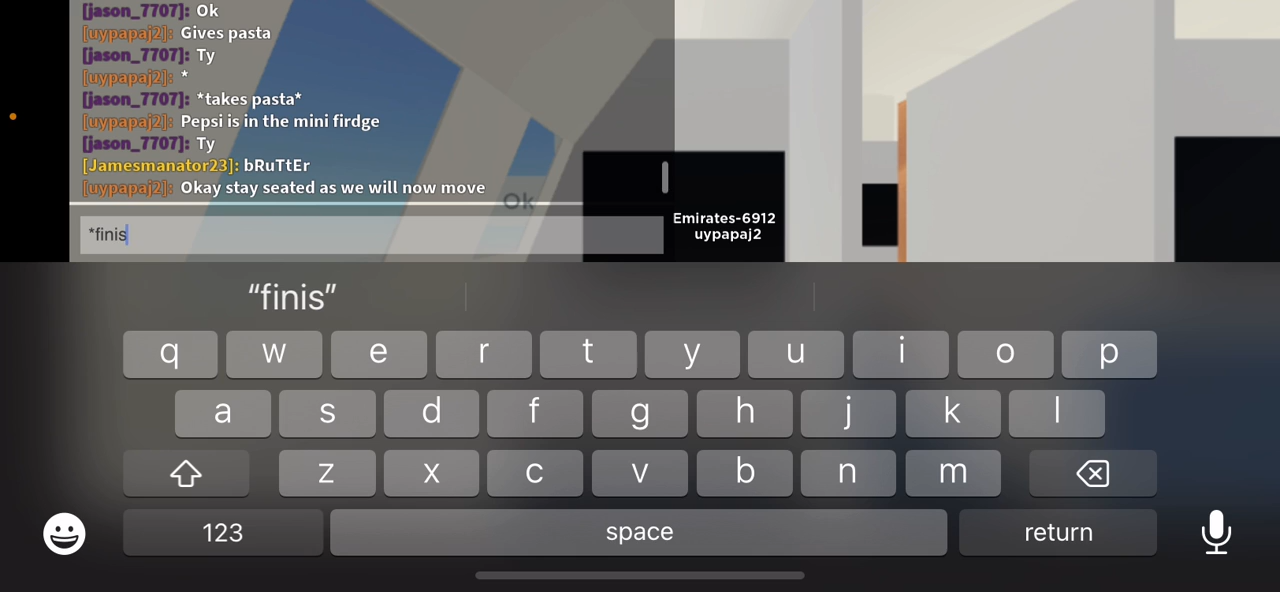 [jason_7707]: Ok
[uypapaj2]: Gives pasta
[jason_7707]: Ty
[uypapaj2]: *
[jason_7707]: *takes pasta*
[uypapaj2]: Pepsi is in the mini firdge
[jason_7707]: Ty
[Jamesmanator23]: bRuTtEr
[uypapaj2]: Okay stay seated as we will now move
Ok
*finis
Emirates-6912
uypapaj2
“finis”
q w e r t y u i o p
a s d f g h j k l
z x c v b n m
123 space return